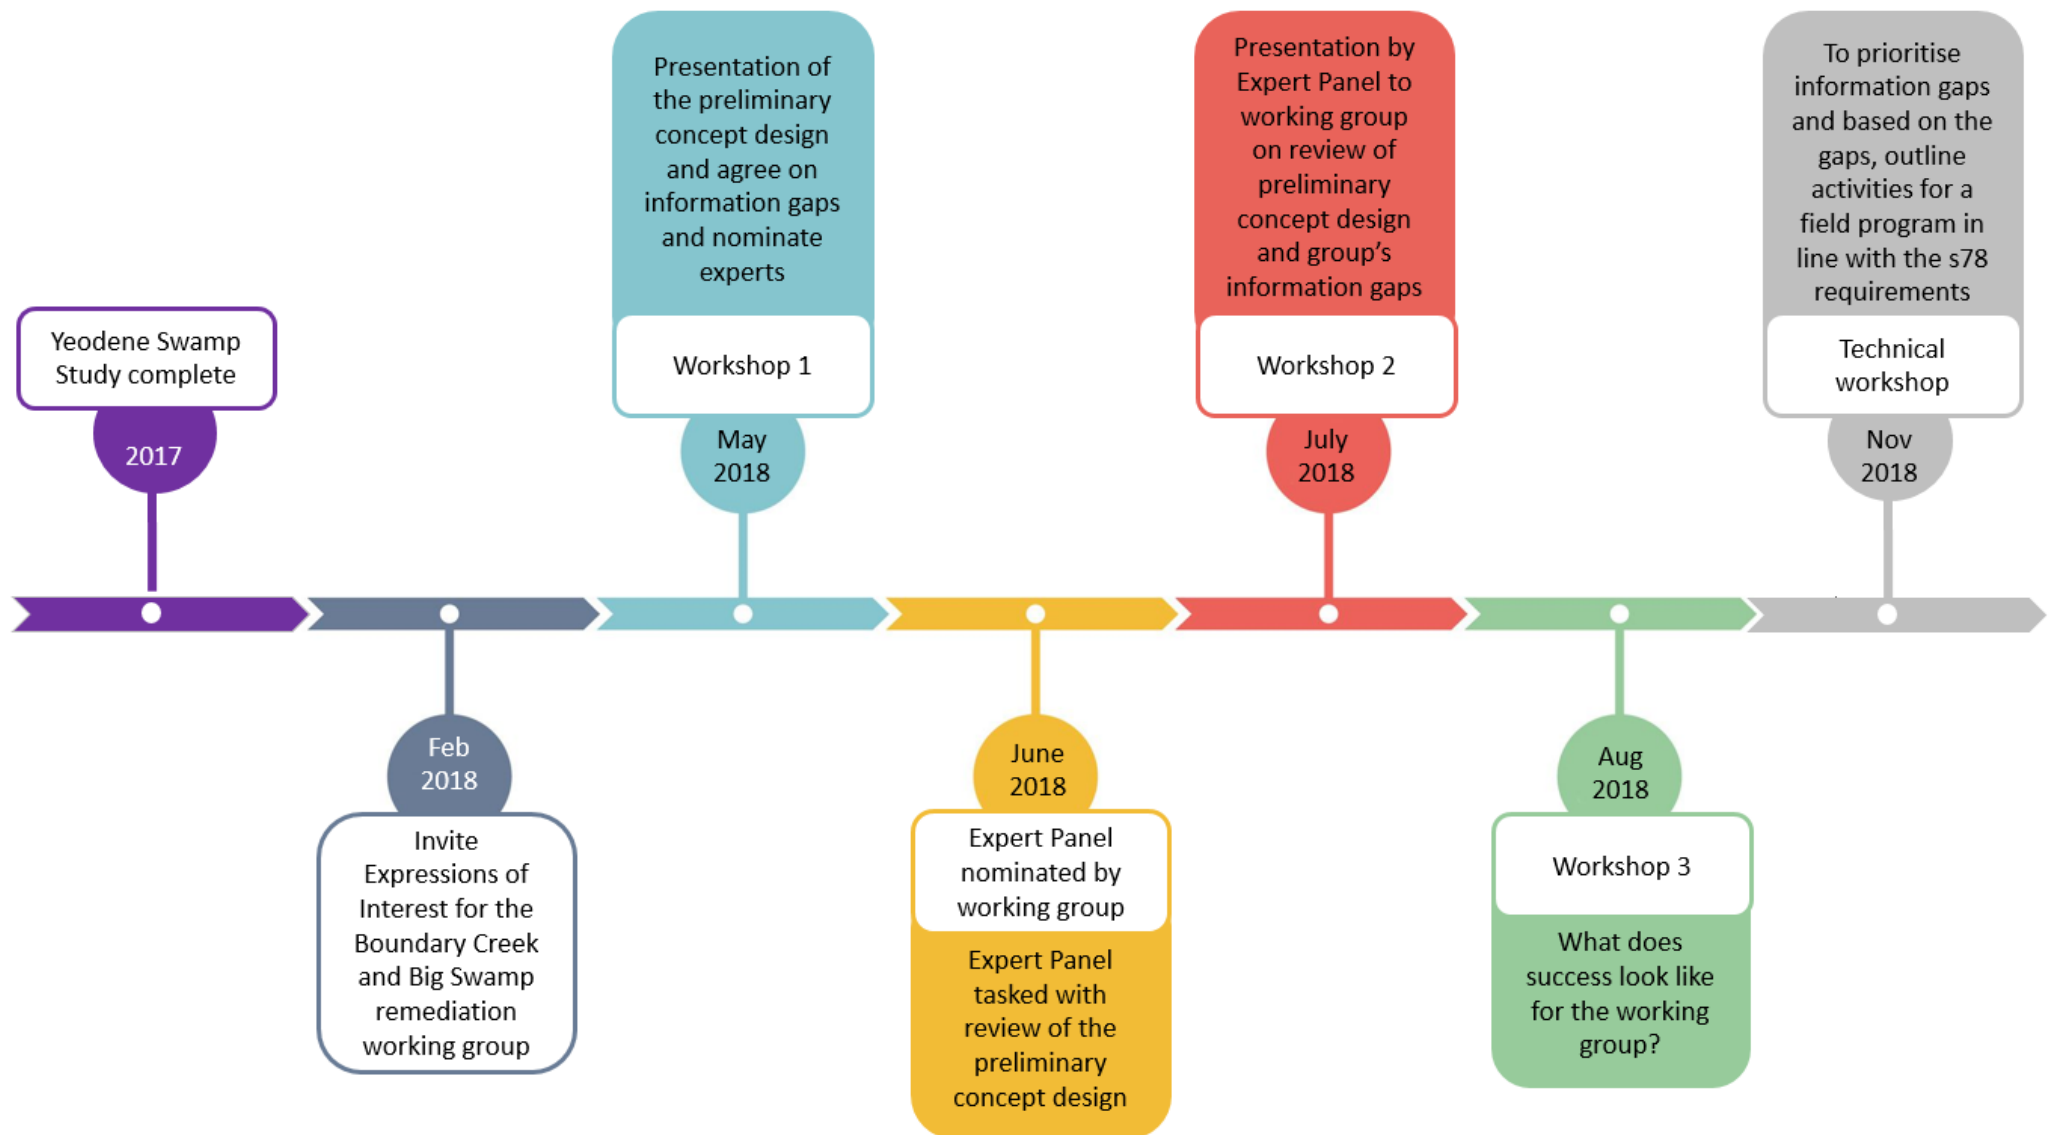 Yeodene Swamp
Study complete
2017
Feb
2018
Invite
Expressions of
Interest for the
Boundary Creek
and Big Swamp
remediation
working group
Presentation of
the preliminary
concept design
and agree on
information gaps
and nominate
experts
Workshop 1
May
2018
June
2018
Expert Panel
nominated by
working group
Expert Panel
tasked with
review of the
preliminary
concept design
Presentation by
Expert Panel to
working group
on review of
preliminary
concept design
and group's
information gaps
Workshop 2
July
2018
Aug
2018
Workshop 3
What does
success look like
for the working
group?
To prioritise
information gaps
and based on the
gaps, outline
activities for a
field program in
line with the s78
requirements
Technical
workshop
Nov
2018